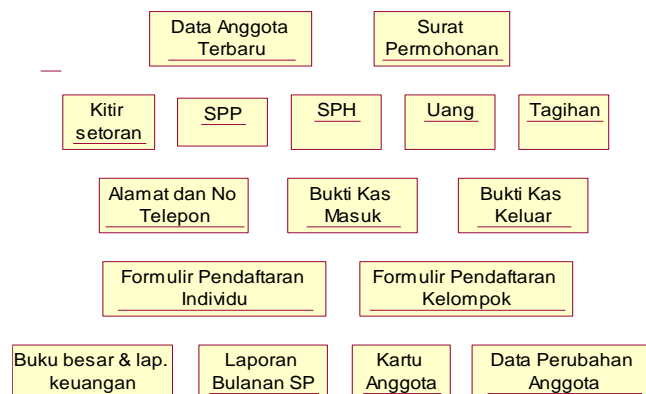 Data Anggota
Terbaru
Surat
Permohonan
Kitir
setoran
SPP
SPH
Uang
Tagihan
Alamat dan No
Telepon
Bukti Kas
Masuk
Bukti Kas
Keluar
Formulir Pendaftaran
Individu
Formulir Pendaftaran
Kelompok
Buku besar & lap.
keuangan
Laporan
Bulanan SP
Kartu
Anggota
Data Perubahan
Anggota